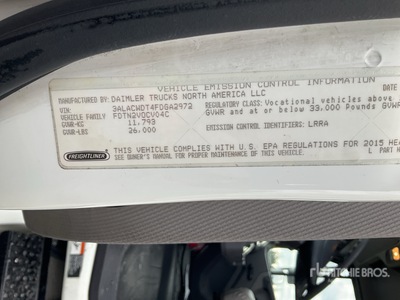 VEHICLE EMISSION CONTROL INFORMATION
MANUFACTURED BY: DAIMLER TRUCKS NORTH AMERICA LLC
VIN: 3ALACWDT4FDGA2972
VEHICLE FAMILY FDTN2VOCV04C
GVWR-KG 11,793
GVWR-LBS 26,000
REGULATORY CLASS: Vocational vehicles above
GVWR and at or below 33,000 Pounds GVWR
EMISSION CONTROL IDENTIFIERS: LRRA
THIS VEHICLE COMPLIES WITH U.S. EPA REGULATIONS FOR 2015 HE
SEE OWNER'S MANUAL FOR PROPER MAINTENANCE OF THIS VEHICLE.
FREIGHTLINER
rb
RITCHIE BROS.